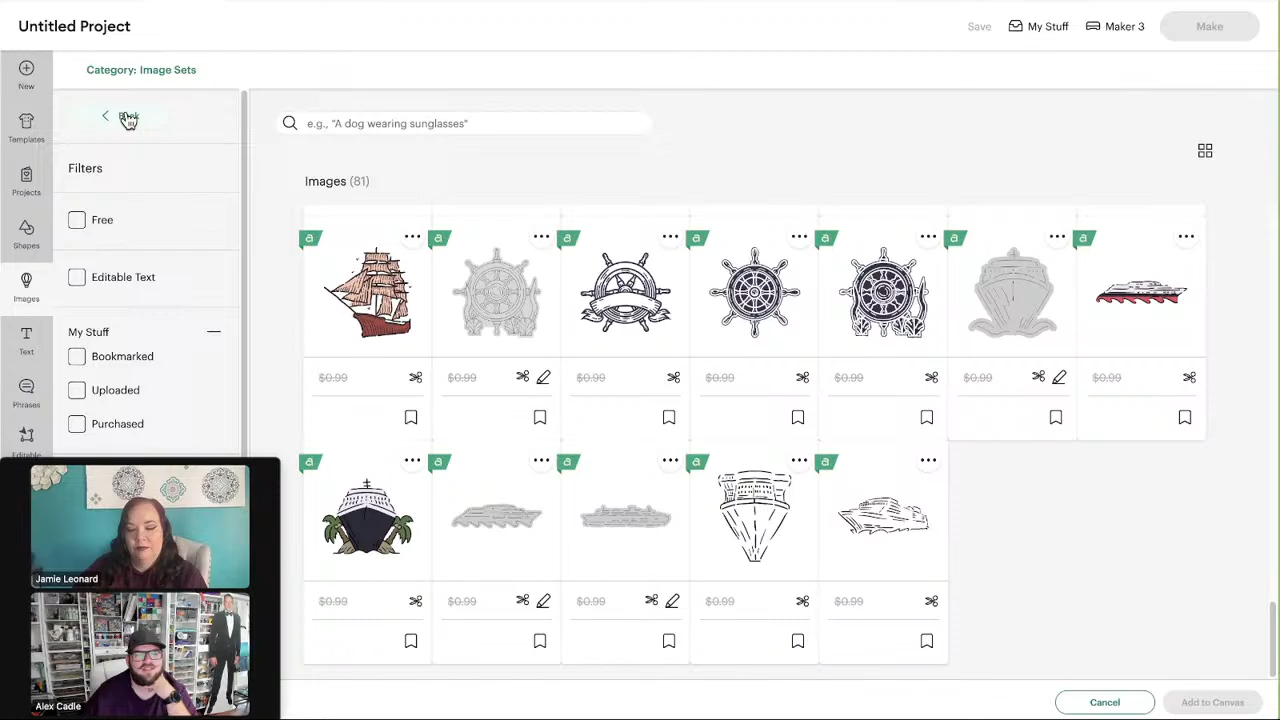 Untitled Project
Save
My Stuff
Maker 3
Make
New
Category: Image Sets
Templates
Projects
Shapes
Images
Text
Phrases
Editable
Filters
Free
Editable Text
My Stuff
Bookmarked
Uploaded
Purchased
e.g., "A dog wearing sunglasses"
Images (81)
a a a a a a a
$0.99 $0.99 $0.99 $0.99 $0.99 $0.99 $0.99
a a a a a
$0.99 $0.99 $0.99 $0.99 $0.99
Jamie Leonard
Alex Cadle
Cancel
Add to Canvas